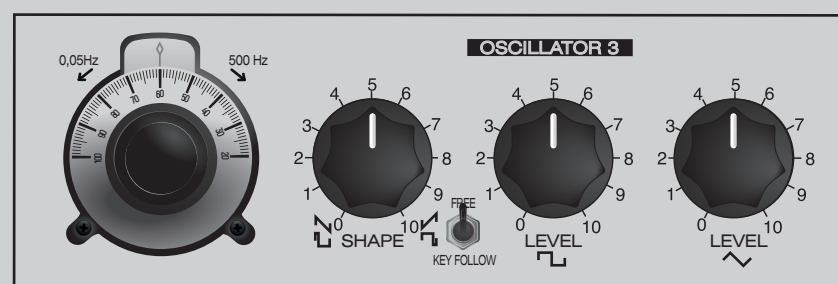 OSCILLATOR 3
0,05Hz
500 Hz
100 90 80 70 60 50 40 30 20
0 1 2 3 4 5 6 7 8 9 10
SHAPE
FREE
KEY FOLLOW
0 1 2 3 4 5 6 7 8 9 10
LEVEL
0 1 2 3 4 5 6 7 8 9 10
LEVEL